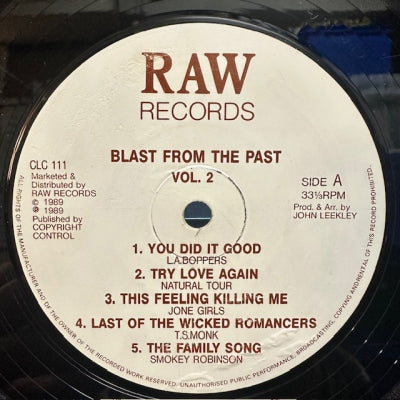 RAW
RECORDS
BLAST FROM THE PAST
VOL. 2
CLC 111
Marketed &
Distributed by
RAW RECORDS
© 1989
℗ 1989
Published by
COPYRIGHT
CONTROL
SIDE A
33⅓RPM
Prod. & Arr. by
JOHN LEEKLEY
1. YOU DID IT GOOD
L.A.BOPPERS
2. TRY LOVE AGAIN
NATURAL TOUR
3. THIS FEELING KILLING ME
JONE GIRLS
4. LAST OF THE WICKED ROMANCERS
T.S.MONK
5. THE FAMILY SONG
SMOKEY ROBINSON
ALL RIGHT OF THE MANUFACTURER AND OF THE OWNER OF THE RECORDED WORK RESERVED. UNAUTHORISED PUBLIC PERFORMANCE, BROADCASTING, COPYING AND RENTAL OF THIS RECORD PROHIBITED.